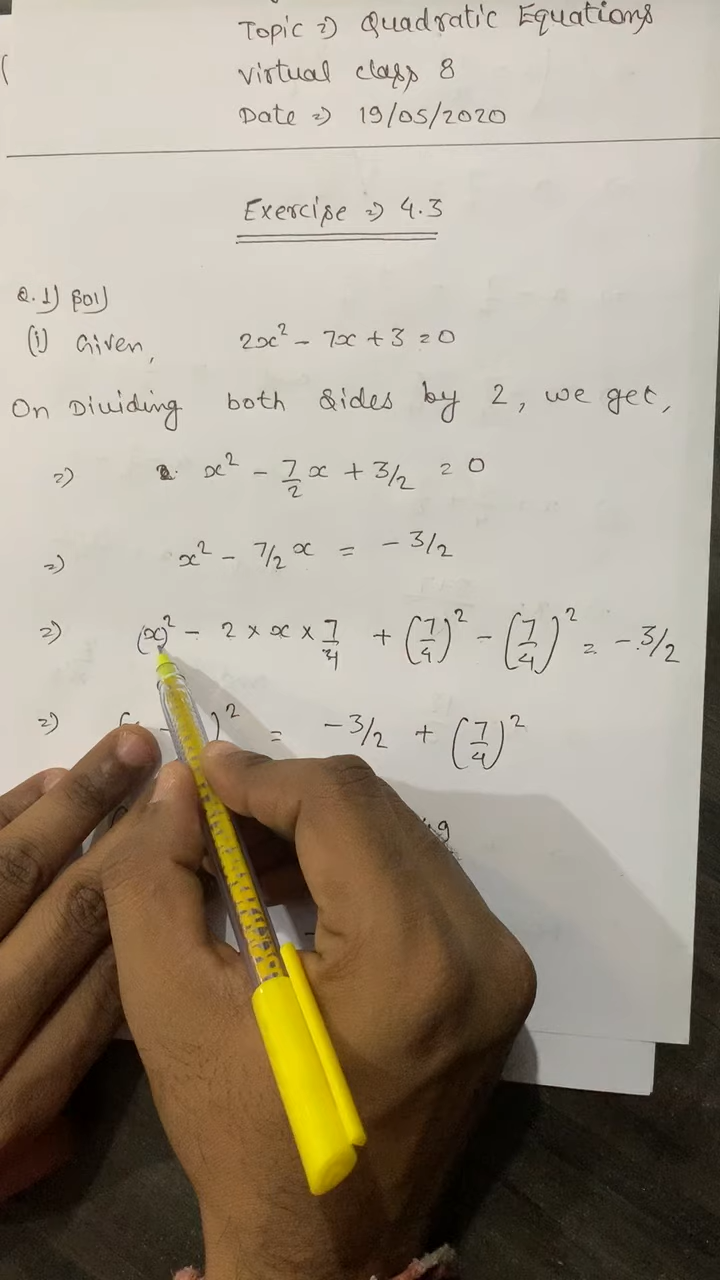 Topic => Quadratic Equations
Virtual class 8
Date => 19/05/2020
Exercise => 4.3
Q.1) Sol)
(i) Given, 2x² - 7x + 3 = 0
On Dividing both sides by 2, we get,
=> x² - 7/2 x + 3/2 = 0
=> x² - 7/2 x = - 3/2
=> (x)² - 2 × x × 7/4 + (7/4)² - (7/4)² = - 3/2
=> ( - )² = - 3/2 + (7/4)²